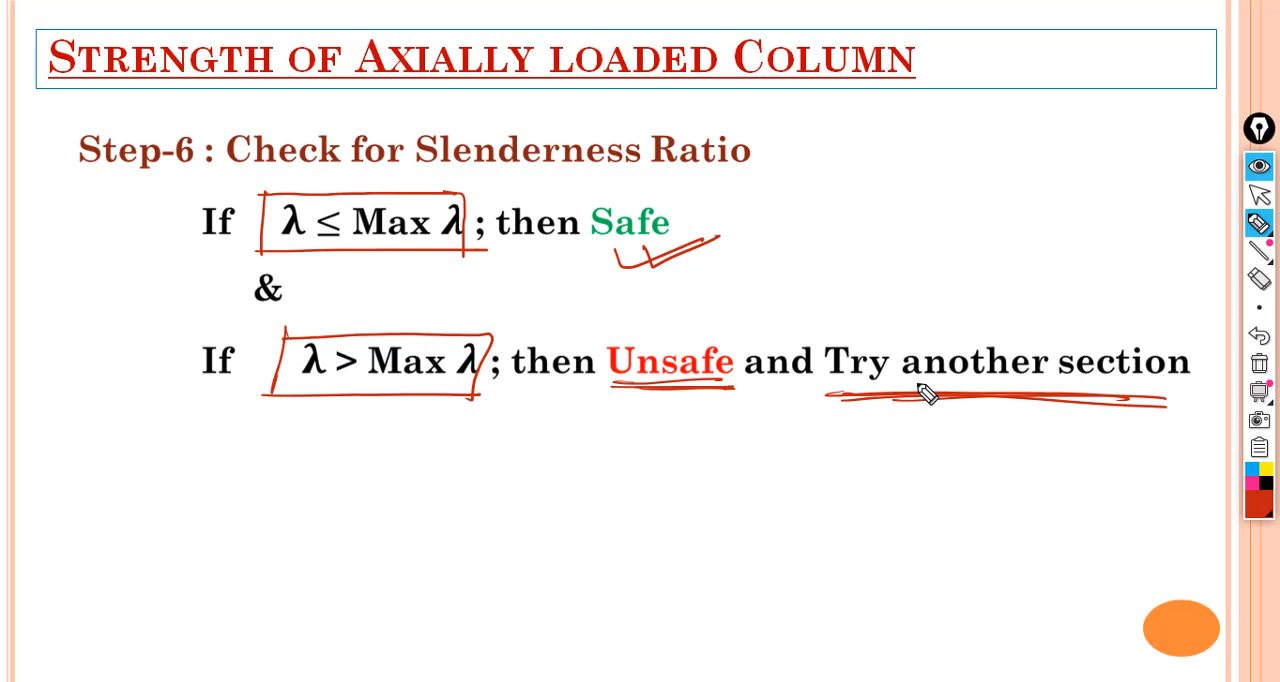 STRENGTH OF AXIALLY LOADED COLUMN
Step-6 : Check for Slenderness Ratio
If λ ≤ Max λ ; then Safe
&
If λ > Max λ ; then Unsafe and Try another section